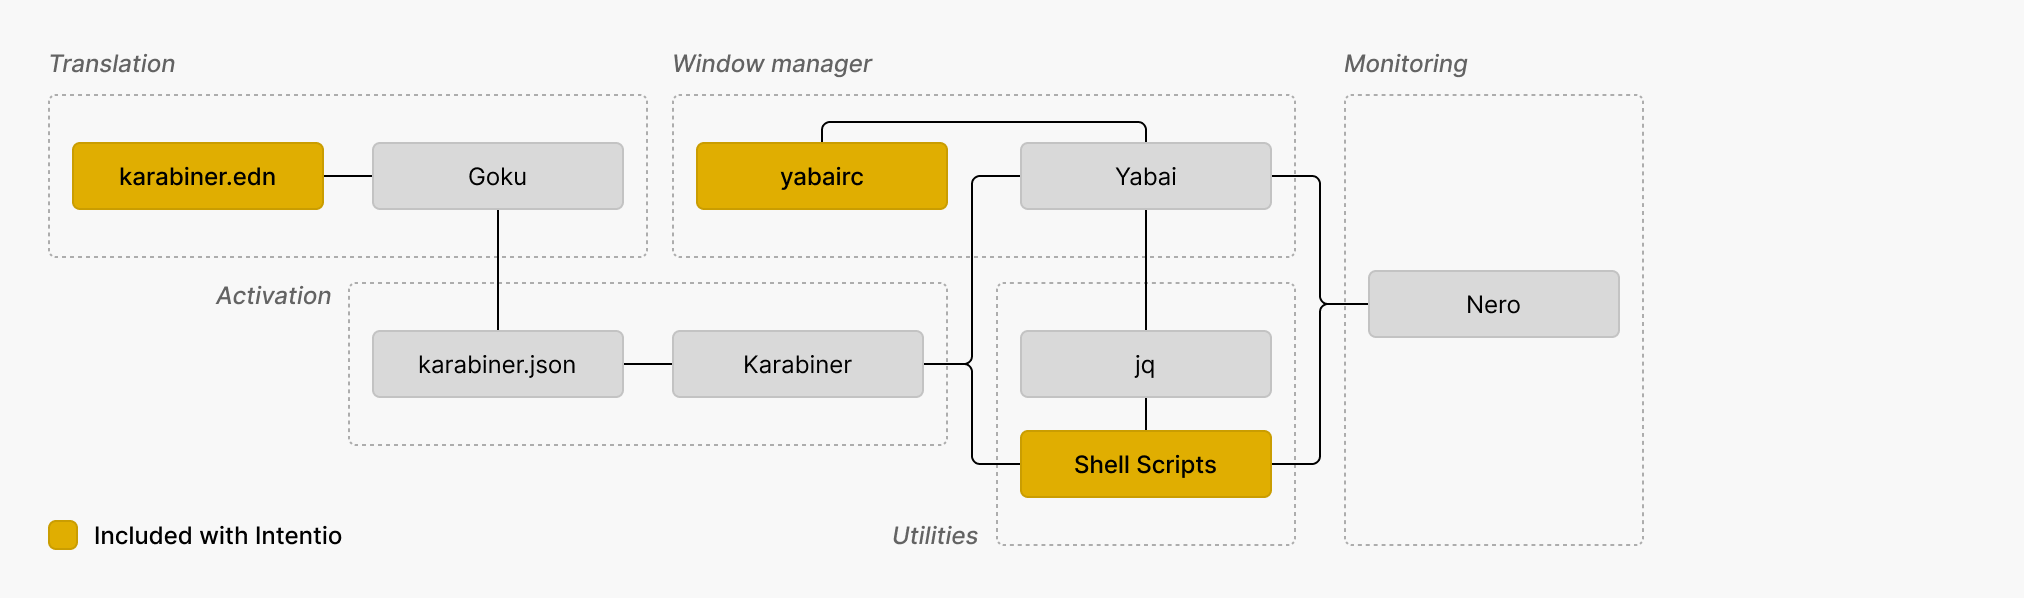 Translation
Window manager
Monitoring
karabiner.edn
Goku
yabairc
Yabai
Activation
Nero
karabiner.json
Karabiner
jq
Shell Scripts
Included with Intentio
Utilities